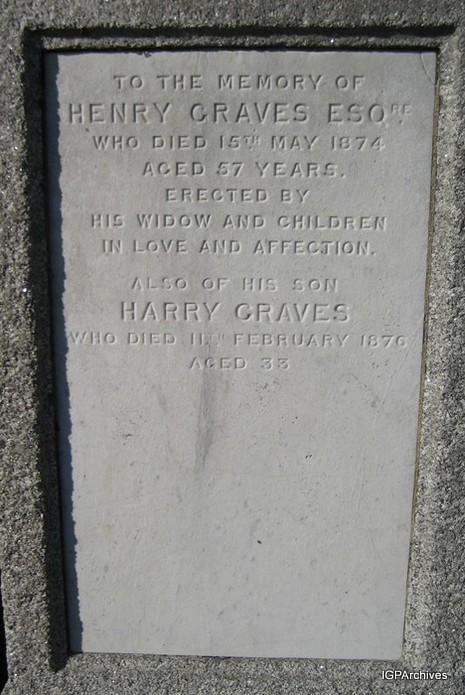 TO THE MEMORY OF
HENRY GRAVES ESQRE.
WHO DIED 15TH MAY 1874
AGED 57 YEARS.
ERECTED BY
HIS WIDOW AND CHILDREN
IN LOVE AND AFFECTION.
ALSO OF HIS SON
HARRY GRAVES
WHO DIED 11TH FEBRUARY 1876
AGED 33
IGPArchives